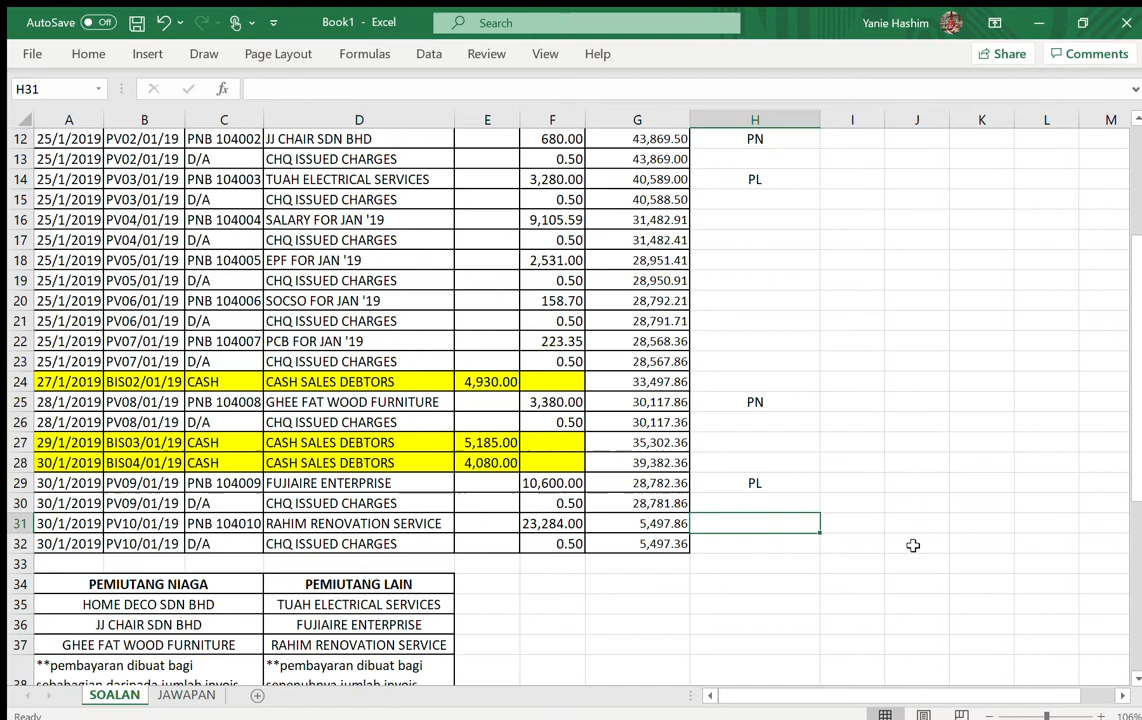 AutoSave Off Book1 - Excel Search Yanie Hashim
File Home Insert Draw Page Layout Formulas Data Review View Help Share Comments
H31 fx
A B C D E F G H I J K L M
12 25/1/2019 PV02/01/19 PNB 104002 JJ CHAIR SDN BHD 680.00 43,869.50 PN
13 25/1/2019 PV02/01/19 D/A CHQ ISSUED CHARGES 0.50 43,869.00
14 25/1/2019 PV03/01/19 PNB 104003 TUAH ELECTRICAL SERVICES 3,280.00 40,589.00 PL
15 25/1/2019 PV03/01/19 D/A CHQ ISSUED CHARGES 0.50 40,588.50
16 25/1/2019 PV04/01/19 PNB 104004 SALARY FOR JAN '19 9,105.59 31,482.91
17 25/1/2019 PV04/01/19 D/A CHQ ISSUED CHARGES 0.50 31,482.41
18 25/1/2019 PV05/01/19 PNB 104005 EPF FOR JAN '19 2,531.00 28,951.41
19 25/1/2019 PV05/01/19 D/A CHQ ISSUED CHARGES 0.50 28,950.91
20 25/1/2019 PV06/01/19 PNB 104006 SOCSO FOR JAN '19 158.70 28,792.21
21 25/1/2019 PV06/01/19 D/A CHQ ISSUED CHARGES 0.50 28,791.71
22 25/1/2019 PV07/01/19 PNB 104007 PCB FOR JAN '19 223.35 28,568.36
23 25/1/2019 PV07/01/19 D/A CHQ ISSUED CHARGES 0.50 28,567.86
24 27/1/2019 BIS02/01/19 CASH CASH SALES DEBTORS 4,930.00 33,497.86
25 28/1/2019 PV08/01/19 PNB 104008 GHEE FAT WOOD FURNITURE 3,380.00 30,117.86 PN
26 28/1/2019 PV08/01/19 D/A CHQ ISSUED CHARGES 0.50 30,117.36
27 29/1/2019 BIS03/01/19 CASH CASH SALES DEBTORS 5,185.00 35,302.36
28 30/1/2019 BIS04/01/19 CASH CASH SALES DEBTORS 4,080.00 39,382.36
29 30/1/2019 PV09/01/19 PNB 104009 FUJIAIRE ENTERPRISE 10,600.00 28,782.36 PL
30 30/1/2019 PV09/01/19 D/A CHQ ISSUED CHARGES 0.50 28,781.86
31 30/1/2019 PV10/01/19 PNB 104010 RAHIM RENOVATION SERVICE 23,284.00 5,497.86
32 30/1/2019 PV10/01/19 D/A CHQ ISSUED CHARGES 0.50 5,497.36
33
34 PEMIUTANG NIAGA PEMIUTANG LAIN
35 HOME DECO SDN BHD TUAH ELECTRICAL SERVICES
36 JJ CHAIR SDN BHD FUJIAIRE ENTERPRISE
37 GHEE FAT WOOD FURNITURE RAHIM RENOVATION SERVICE
**pembayaran dibuat bagi **pembayaran dibuat bagi
38 sebahagian daripada jumlah invois sepenuhnya jumlah invois
SOALAN JAWAPAN
Ready 106%